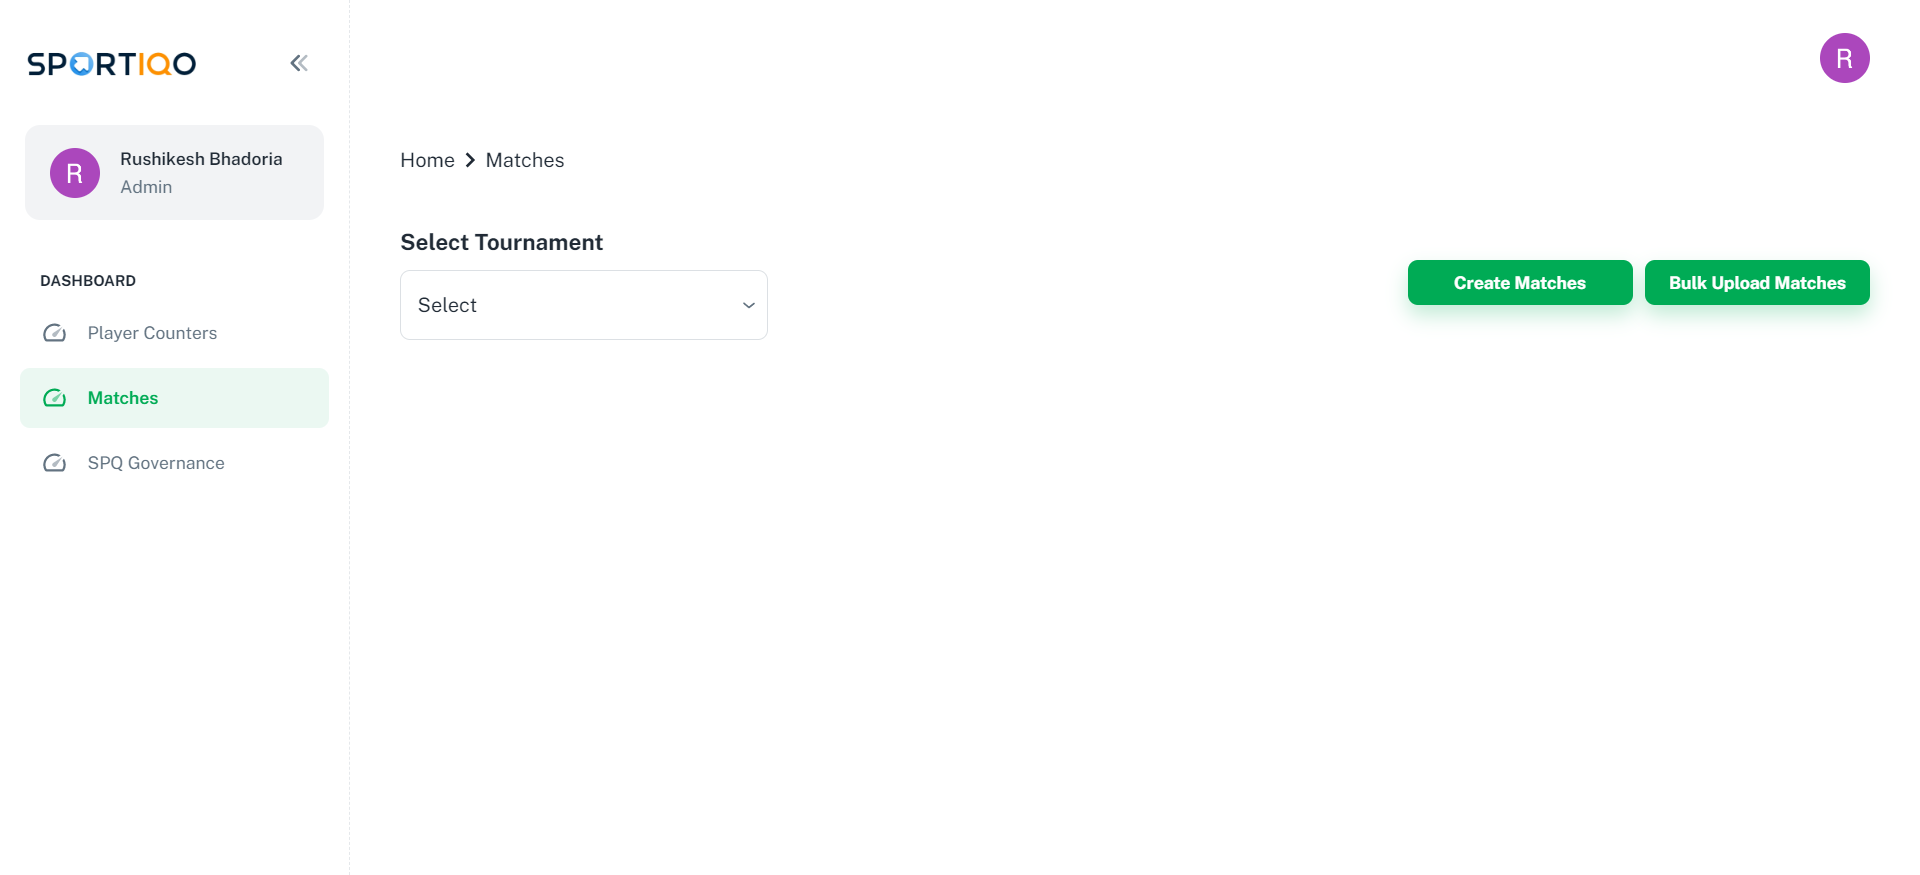 SPORTIQO
R
Rushikesh Bhadoria
Admin
R
DASHBOARD
Player Counters
Matches
SPQ Governance
Home > Matches
Select Tournament
Select
Create Matches
Bulk Upload Matches